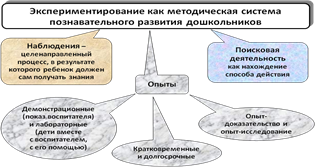 Экспериментирование как методическая система
познавательного развития дошкольников
Наблюдения –
целенаправленный
процесс, в результате
которого ребенок должен
сам получать знания
Поисковая
деятельность
как нахождение
способа действия
Опыты
Демонстрационные
(показ воспитателя)
и лабораторные
(дети вместе
с воспитателем,
с его помощью)
Кратковременные
и долгосрочные
Опыт-
доказательство и
опыт-исследование